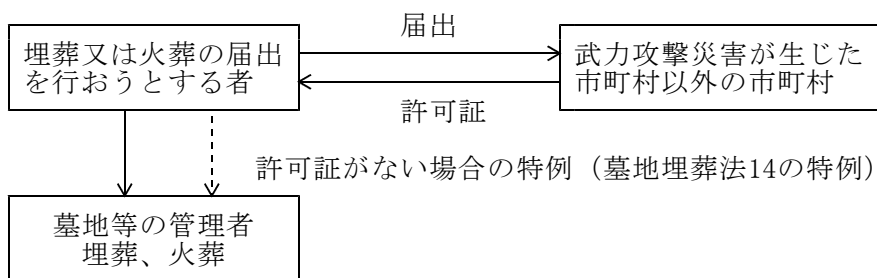 届出
埋葬又は火葬の届出
を行おうとする者
武力攻撃災害が生じた
市町村以外の市町村
許可証
許可証がない場合の特例（墓地埋葬法14の特例）
墓地等の管理者
埋葬、火葬